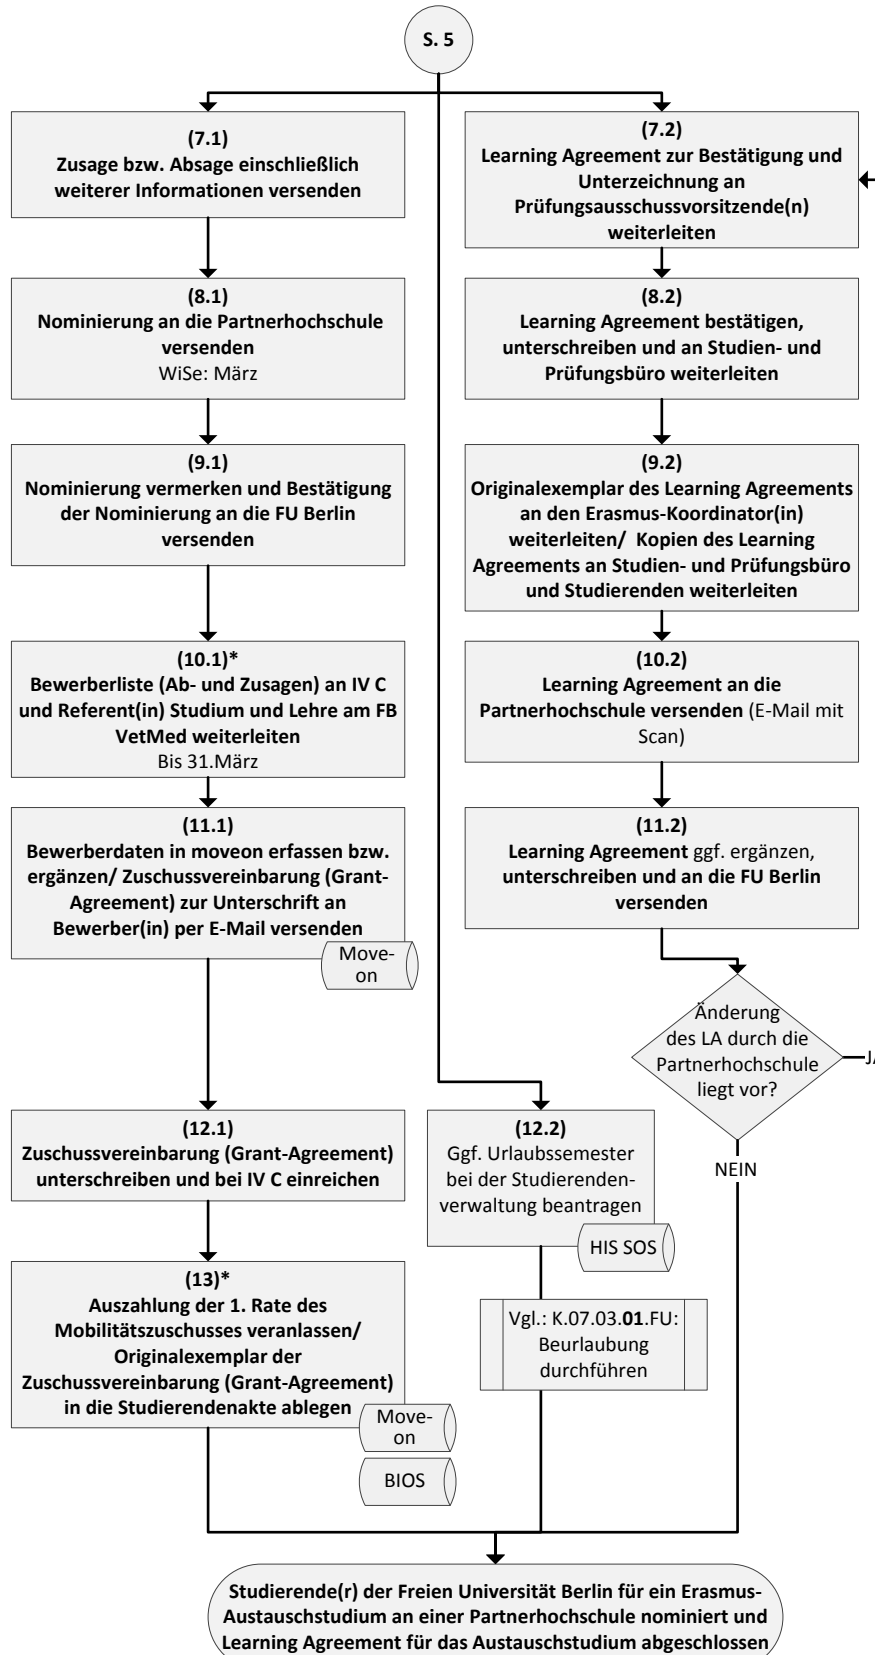 S. 5
(7.1)
Zusage bzw. Absage einschließlich
weiterer Informationen versenden
(8.1)
Nominierung an die Partnerhochschule
versenden
WiSe: März
(9.1)
Nominierung vermerken und Bestätigung
der Nominierung an die FU Berlin
versenden
(10.1)*
Bewerberliste (Ab- und Zusagen) an IV C
und Referent(in) Studium und Lehre am FB
VetMed weiterleiten
Bis 31.März
(11.1)
Bewerberdaten in moveon erfassen bzw.
ergänzen/ Zuschussvereinbarung (Grant-
Agreement) zur Unterschrift an
Bewerber(in) per E-Mail versenden
Move-
on
(12.1)
Zuschussvereinbarung (Grant-Agreement)
unterschreiben und bei IV C einreichen
(13)*
Auszahlung der 1. Rate des
Mobilitätszuschusses veranlassen/
Originalexemplar der
Zuschussvereinbarung (Grant-Agreement)
in die Studierendenakte ablegen
Move-
on
BIOS
(7.2)
Learning Agreement zur Bestätigung und
Unterzeichnung an
Prüfungsausschussvorsitzende(n)
weiterleiten
(8.2)
Learning Agreement bestätigen,
unterschreiben und an Studien- und
Prüfungsbüro weiterleiten
(9.2)
Originalexemplar des Learning Agreements
an den Erasmus-Koordinator(in)
weiterleiten/ Kopien des Learning
Agreements an Studien- und Prüfungsbüro
und Studierenden weiterleiten
(10.2)
Learning Agreement an die
Partnerhochschule versenden (E-Mail mit
Scan)
(11.2)
Learning Agreement ggf. ergänzen,
unterschreiben und an die FU Berlin
versenden
Änderung
des LA durch die
Partnerhochschule
liegt vor?
JA
NEIN
(12.2)
Ggf. Urlaubssemester
bei der Studierenden-
verwaltung beantragen
HIS SOS
Vgl.: K.07.03.01.FU:
Beurlaubung
durchführen
Studierende(r) der Freien Universität Berlin für ein Erasmus-
Austauschstudium an einer Partnerhochschule nominiert und
Learning Agreement für das Austauschstudium abgeschlossen